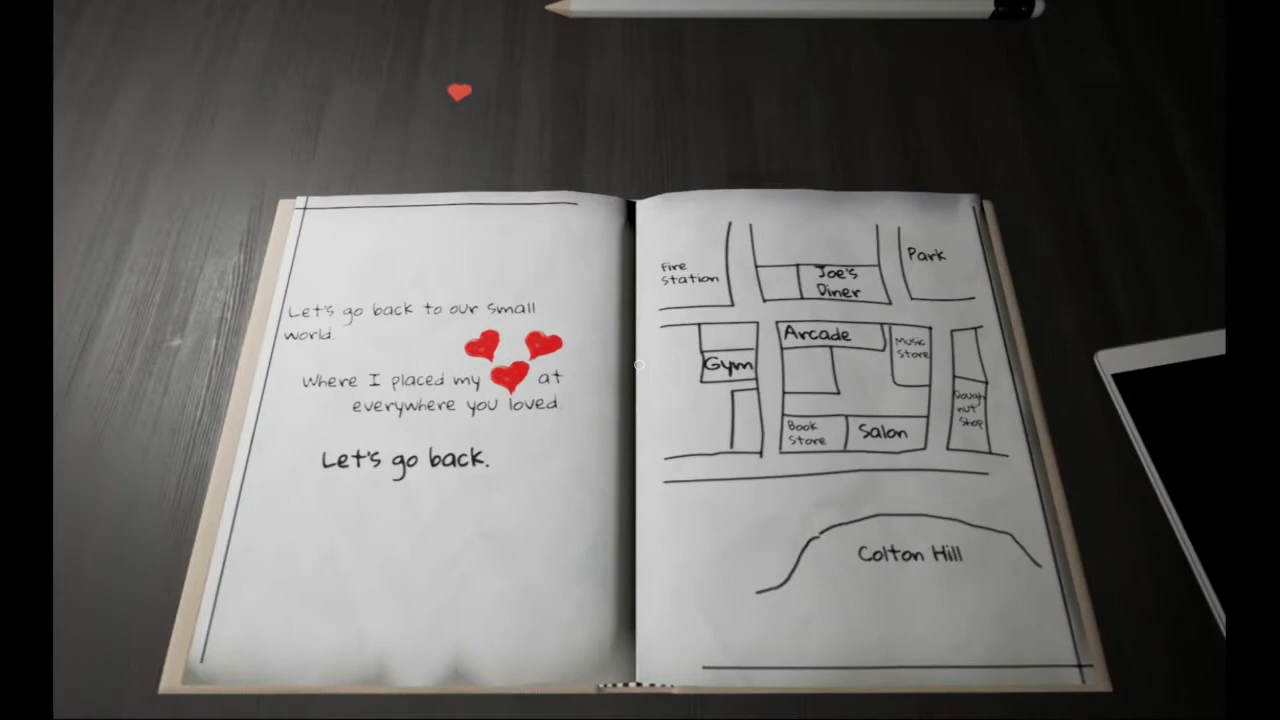 Let's go back to our small
world.
Where I placed my at
everywhere you loved.
Let's go back.
Fire
Station
Joe's
Diner
Park
Arcade
Music
Store
Gym
Dough
nut
Shop
Book
Store
Salon
Colton Hill